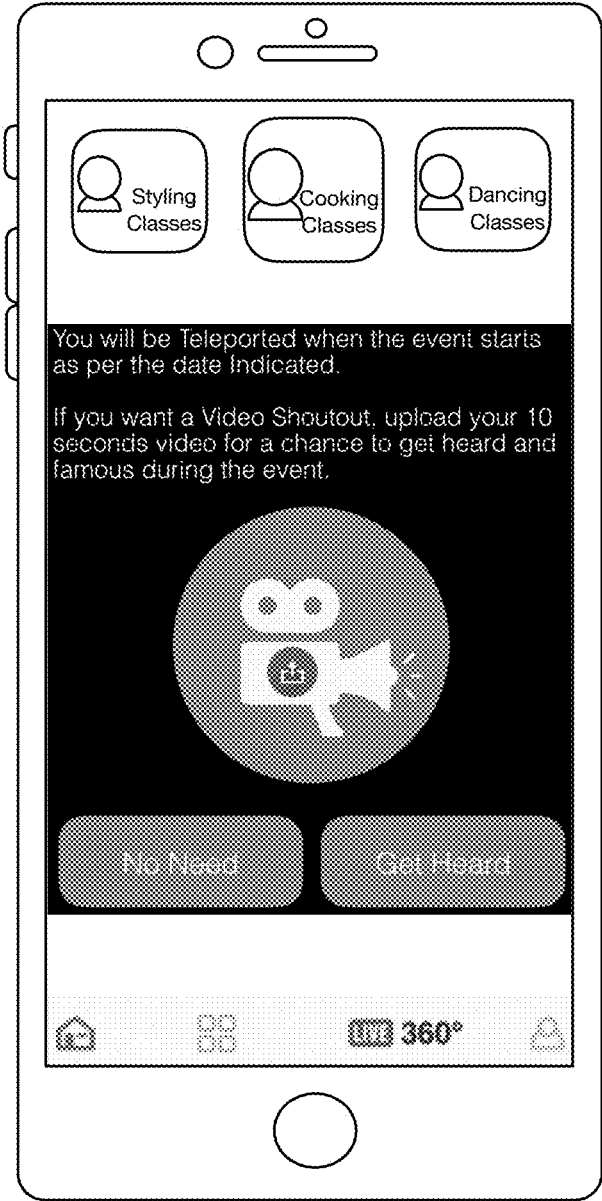 Styling
Classes
Cooking
Classes
Dancing
Classes
You will be Teleported when the event starts
as per the date Indicated.
If you want a Video Shoutout, upload your 10
seconds video for a chance to get heard and
famous during the event.
No Need
Get Heard
LIVE 360°